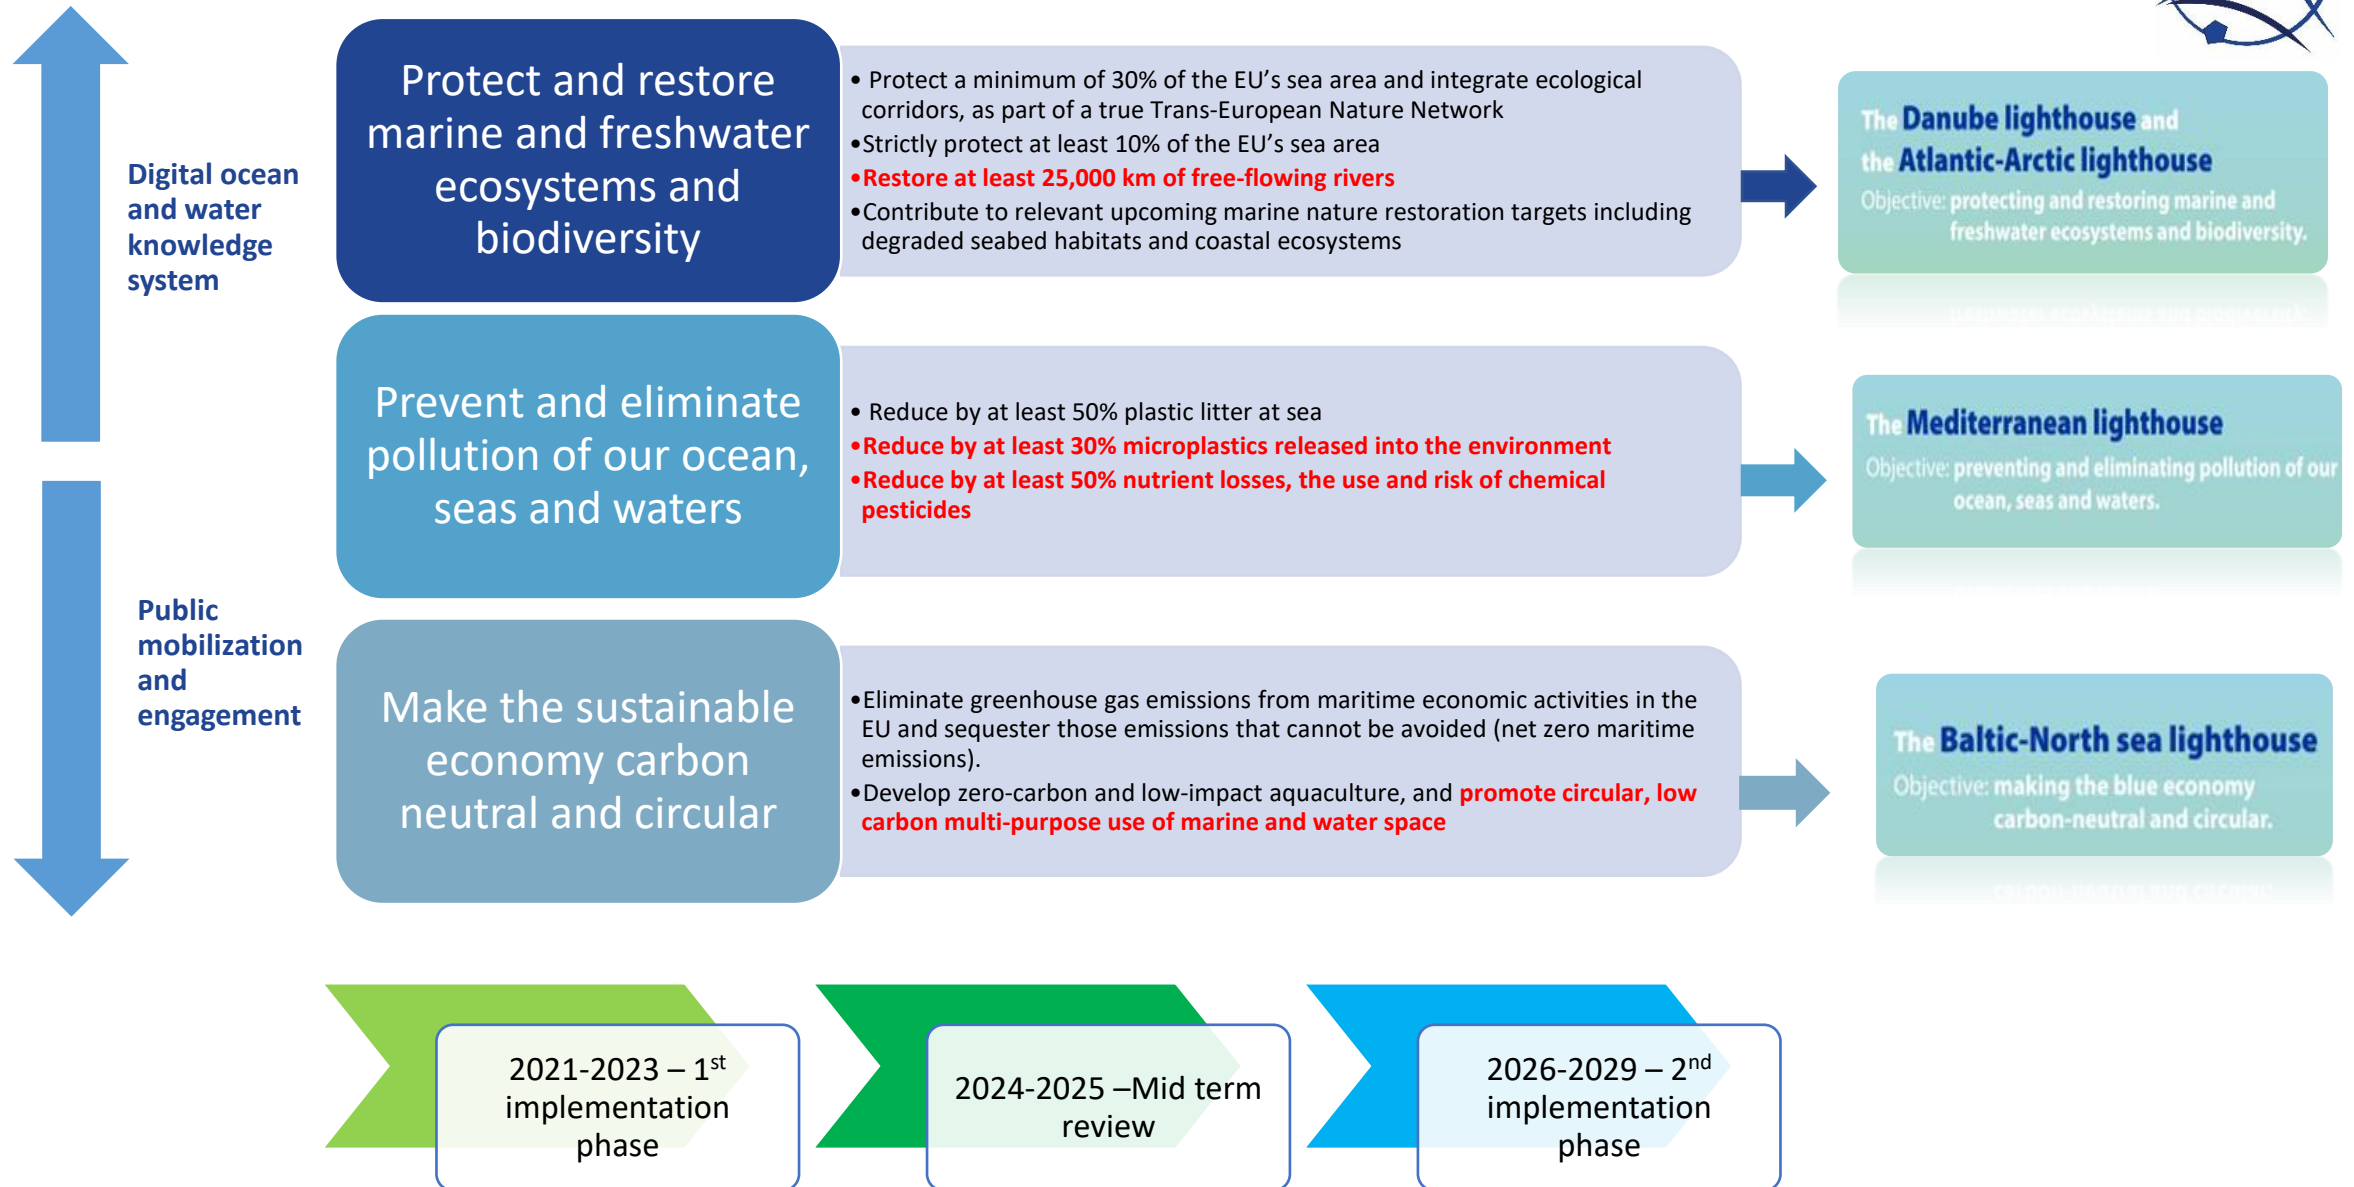 Digital ocean
and water
knowledge
system
Public
mobilization
and
engagement
Protect and restore
marine and freshwater
ecosystems and
biodiversity
• Protect a minimum of 30% of the EU’s sea area and integrate ecological
corridors, as part of a true Trans-European Nature Network
•Strictly protect at least 10% of the EU’s sea area
•Restore at least 25,000 km of free-flowing rivers
•Contribute to relevant upcoming marine nature restoration targets including
degraded seabed habitats and coastal ecosystems
The Danube lighthouse and
the Atlantic-Arctic lighthouse
Objective: protecting and restoring marine and
freshwater ecosystems and biodiversity.
Prevent and eliminate
pollution of our ocean,
seas and waters
• Reduce by at least 50% plastic litter at sea
•Reduce by at least 30% microplastics released into the environment
•Reduce by at least 50% nutrient losses, the use and risk of chemical
pesticides
The Mediterranean lighthouse
Objective: preventing and eliminating pollution of our
ocean, seas and waters.
Make the sustainable
economy carbon
neutral and circular
•Eliminate greenhouse gas emissions from maritime economic activities in the
EU and sequester those emissions that cannot be avoided (net zero maritime
emissions).
•Develop zero-carbon and low-impact aquaculture, and promote circular, low
carbon multi-purpose use of marine and water space
The Baltic-North sea lighthouse
Objective: making the blue economy
carbon-neutral and circular.
2021-2023 – 1st
implementation
phase
2024-2025 –Mid term
review
2026-2029 – 2nd
implementation
phase